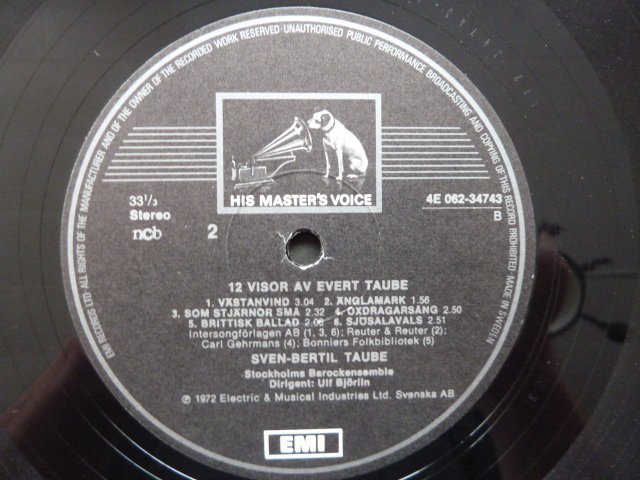 EMI RECORDS LTD · ALL RIGHTS OF THE MANUFACTURER AND OF THE OWNER OF THE RECORDED WORK RESERVED · UNAUTHORISED PUBLIC PERFORMANCE BROADCASTING AND COPYING OF THIS RECORD PROHIBITED · MADE IN SWEDEN
HIS MASTER'S VOICE
33⅓
Stereo
ncb
2
4E 062-34743
B
12 VISOR AV EVERT TAUBE
1. VÄSTANVIND 3.04 2. ÄNGLAMARK 1.56
3. SOM STJÄRNOR SMÅ 2.32 4. OXDRAGARSÅNG 2.50
5. BRITTISK BALLAD 2.06 6. SJÖSALAVALS 2.51
Intersongförlagen AB (1, 3, 6); Reuter & Reuter (2);
Carl Gehrmans (4); Bonniers Folkbibliotek (5)
SVEN-BERTIL TAUBE
Stockholms Barockensemble
Dirigent: Ulf Björlin
℗ 1972 Electric & Musical Industries Ltd. Svenska AB
EMI